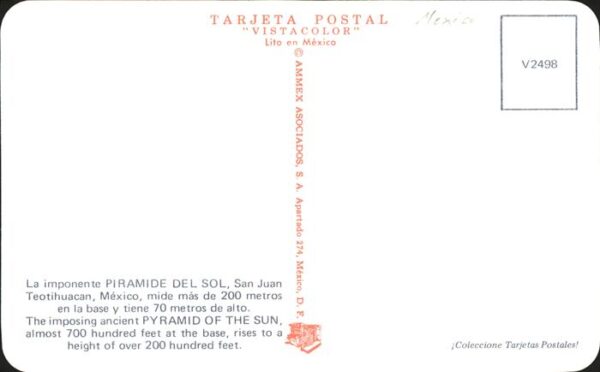 TARJETA POSTAL
"VISTACOLOR"
Lito en México
Mexico
V2498
© AMMEX ASOCIADOS, S. A. Apartado 274, México, D. F.
La imponente PIRAMIDE DEL SOL, San Juan
Teotihuacan, México, mide más de 200 metros
en la base y tiene 70 metros de alto.
The imposing ancient PYRAMID OF THE SUN,
almost 700 hundred feet at the base, rises to a
height of over 200 hundred feet.
¡Coleccione Tarjetas Postales!